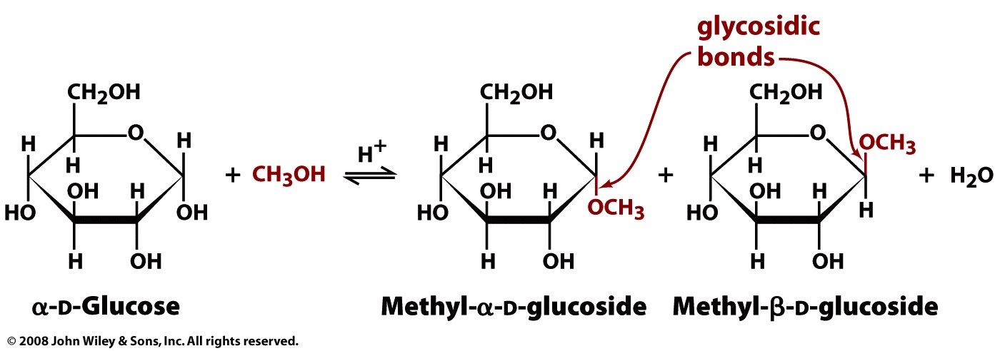 glycosidic
bonds
CH₂OH
H
O
H
H
OH
H
HO
OH
H
OH
+ CH₃OH
H⁺
CH₂OH
H
O
H
H
OH
H
HO
OCH₃
H
OH
+
CH₂OH
H
O
OCH₃
H
OH
H
HO
H
H
OH
+ H₂O
α-D-Glucose
Methyl-α-D-glucoside
Methyl-β-D-glucoside
© 2008 John Wiley & Sons, Inc. All rights reserved.